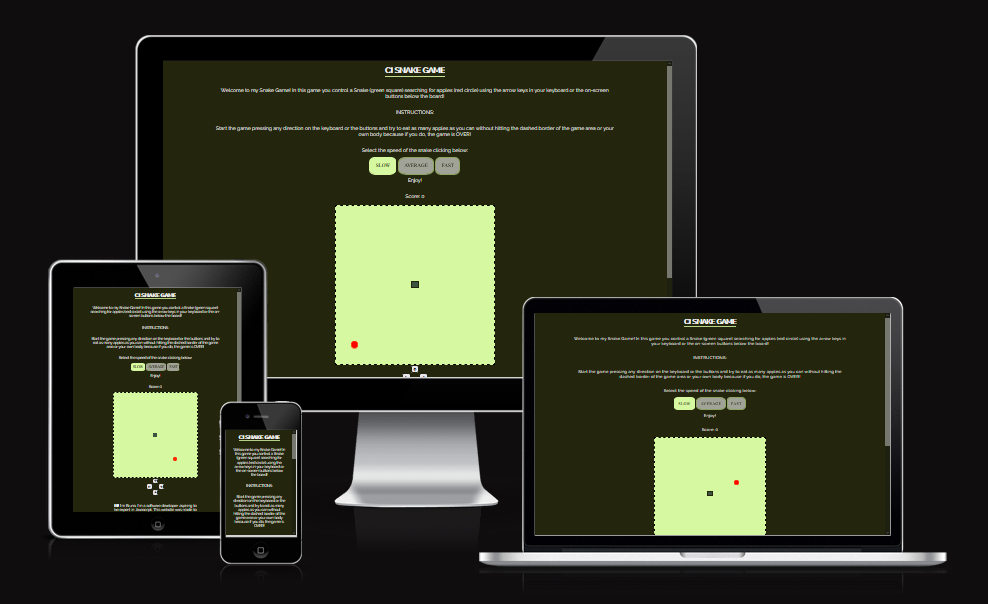 CI SNAKE GAME
Welcome to my Snake Game! In this game you control a Snake (green square) searching for apples (red circle) using the arrow keys in your keyboard or the on-screen
buttons below the board!
INSTRUCTIONS:
Start the game pressing any direction on the keyboard or the buttons and try to eat as many apples as you can without hitting the dashed border of the game area or your
own body because if you do, the game is OVER!
Select the speed of the snake clicking below:
SLOW AVERAGE FAST
Enjoy!
Score: 0
CI SNAKE GAME
Welcome to my Snake Game! In this game you control a Snake (green square)
searching for apples (red circle) using the arrow keys in your keyboard or the on-
screen buttons below the board!
INSTRUCTIONS:
Start the game pressing any direction on the keyboard or the buttons and try to
eat as many apples as you can without hitting the dashed border of the game
area or your own body because if you do, the game is OVER!
Select the speed of the snake clicking below:
SLOW AVERAGE FAST
Enjoy!
Score: 0
I'm Bruno, I'm a software developer aspiring to
be expert in Javascript. This website was made to
CI SNAKE GAME
Welcome to my Snake Game! In
this game you control a Snake
(green square) searching for
apples (red circle) using the
arrow keys in your keyboard or
the on-screen buttons below
the board!
INSTRUCTIONS:
Start the game pressing any
direction on the keyboard or
the buttons and try to eat as
many apples as you can
without hitting the dashed
border of the game area or
your own body because if you
do, the game is
OVER!
CI SNAKE GAME
Welcome to my Snake Game! In this game you control a Snake (green square) searching for apples (red circle) using the arrow keys in
your keyboard or the on-screen buttons below the board!
INSTRUCTIONS:
Start the game pressing any direction on the keyboard or the buttons and try to eat as many apples as you can without hitting the
dashed border of the game area or your own body because if you do, the game is OVER!
Select the speed of the snake clicking below:
SLOW AVERAGE FAST
Enjoy!
Score: 0